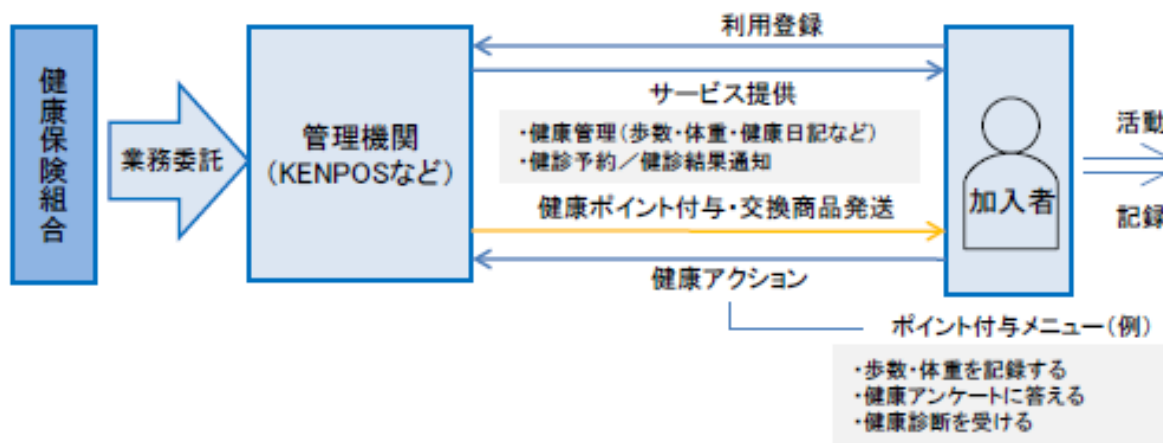 健康保険組合
業務委託
管理機関
（KENPOSなど）
利用登録
サービス提供
・健康管理（歩数・体重・健康日記など）
・健診予約／健診結果通知
健康ポイント付与・交換商品発送
健康アクション
加入者
活動
記録
ポイント付与メニュー（例）
・歩数・体重を記録する
・健康アンケートに答える
・健康診断を受ける